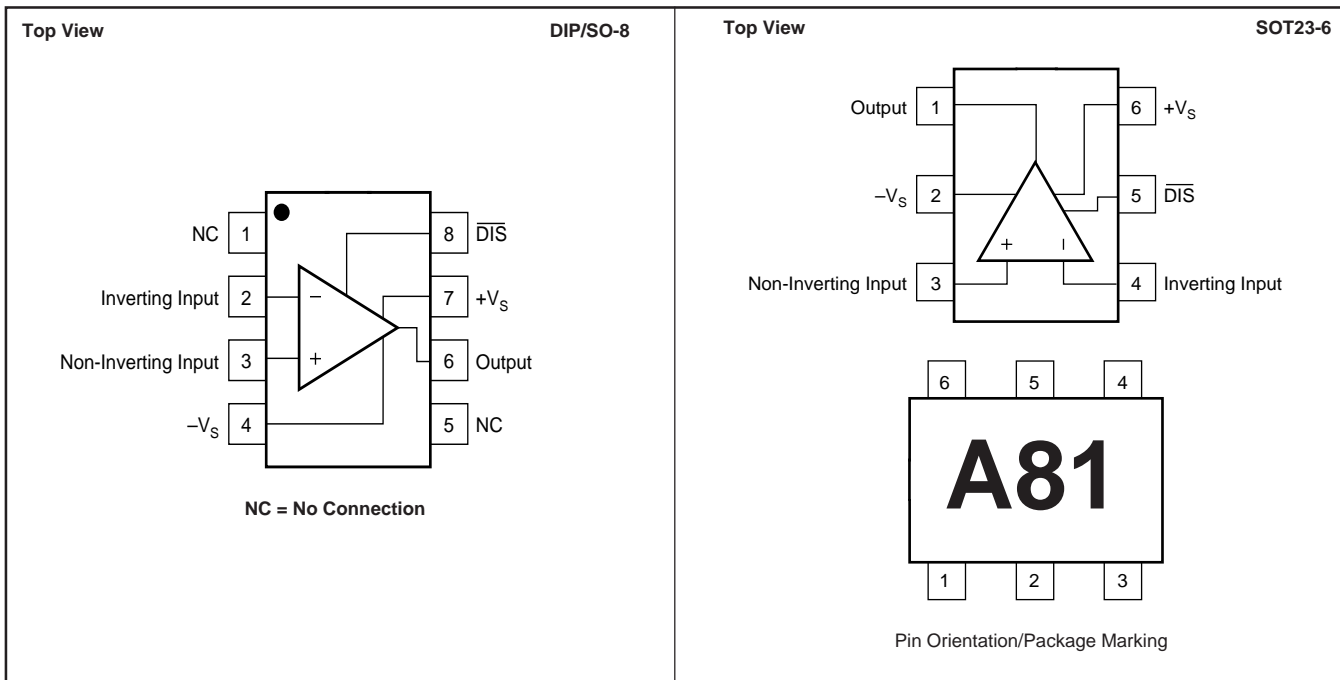 Top View DIP/SO-8
NC 1 8 D̅I̅S̅
Inverting Input 2 − 7 +VS
Non-Inverting Input 3 + 6 Output
–VS 4 5 NC
NC = No Connection
Top View SOT23-6
Output 1 6 +VS
–VS 2 5 D̅I̅S̅
+ −
Non-Inverting Input 3 4 Inverting Input
6 5 4
A81
1 2 3
Pin Orientation/Package Marking